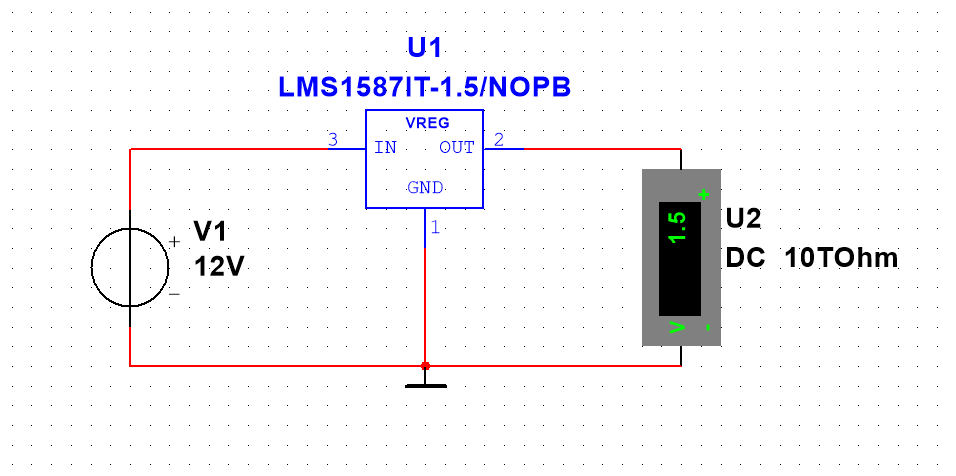 U1
LMS1587IT-1.5/NOPB
VREG
3
IN
OUT
2
GND
1
+
V1
12V
−
+
1.5
V
-
U2
DC 10TOhm